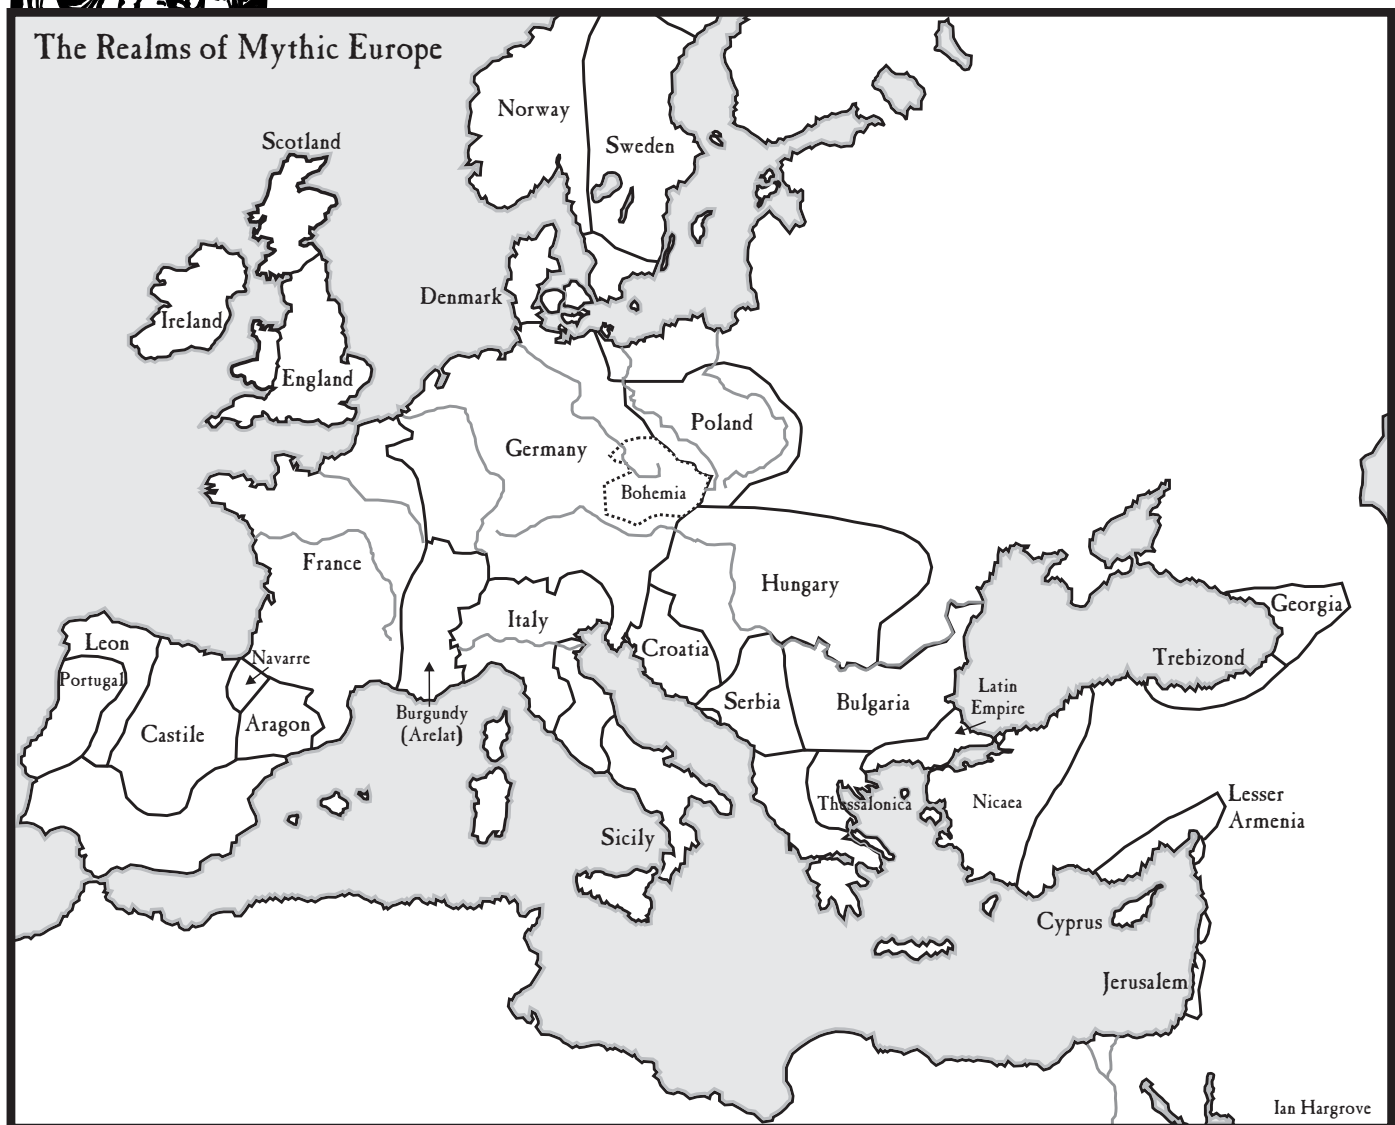 The Realms of Mythic Europe
Norway
Scotland
Sweden
Denmark
Ireland
England
Poland
Germany
Bohemia
France
Hungary
Georgia
Italy
Leon
Croatia
Navarre
Trebizond
Portugal
Latin
Empire
Serbia
Bulgaria
Burgundy
(Arelat)
Aragon
Castile
Lesser
Armenia
Nicaea
Thessalonica
Sicily
Cyprus
Jerusalem
Ian Hargrove